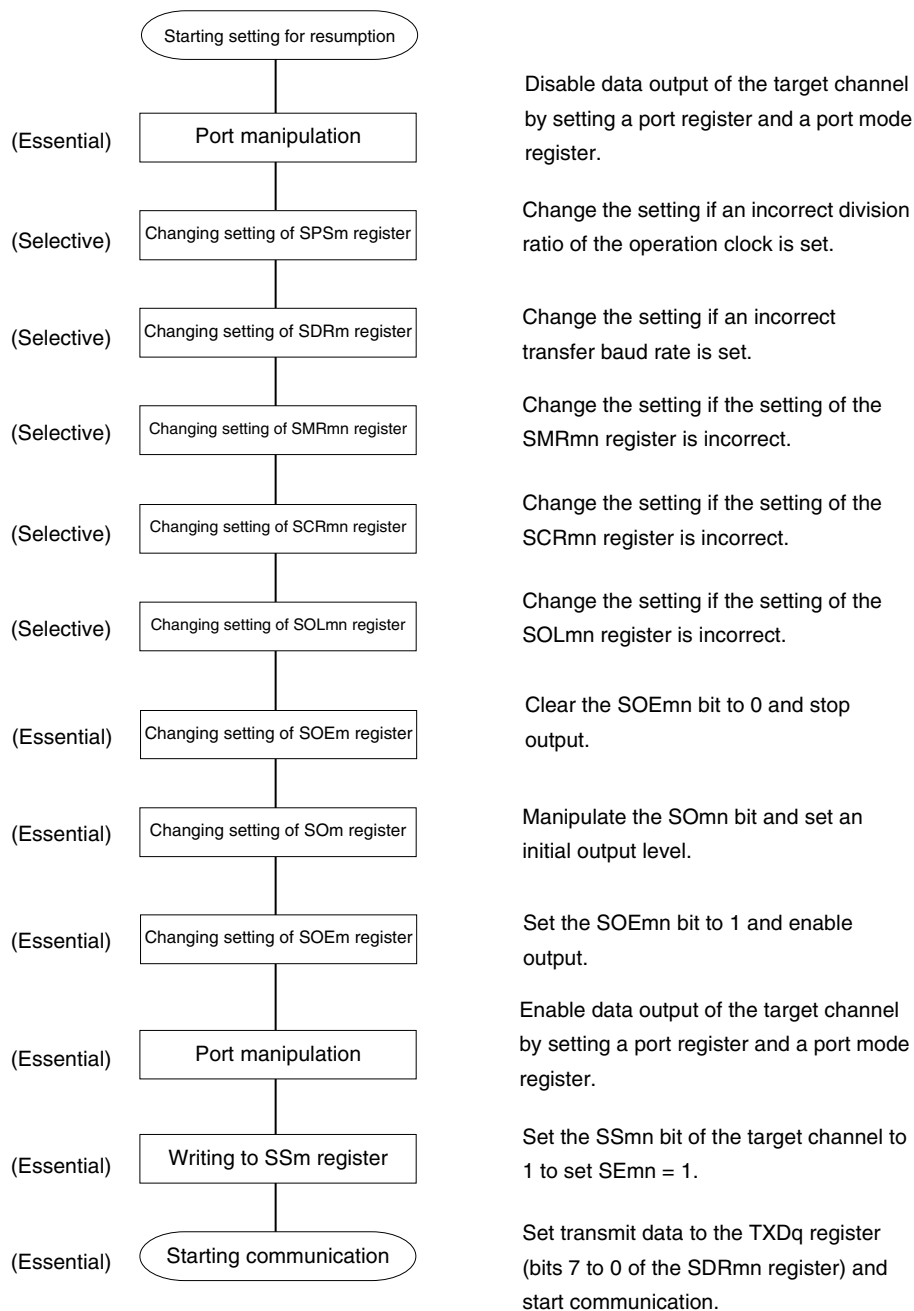 Starting setting for resumption
Disable data output of the target channel
by setting a port register and a port mode
register.
(Essential)
Port manipulation
Change the setting if an incorrect division
ratio of the operation clock is set.
(Selective)
Changing setting of SPSm register
Change the setting if an incorrect
transfer baud rate is set.
(Selective)
Changing setting of SDRm register
Change the setting if the setting of the
SMRmn register is incorrect.
(Selective)
Changing setting of SMRmn register
Change the setting if the setting of the
SCRmn register is incorrect.
(Selective)
Changing setting of SCRmn register
Change the setting if the setting of the
SOLmn register is incorrect.
(Selective)
Changing setting of SOLmn register
Clear the SOEmn bit to 0 and stop
output.
(Essential)
Changing setting of SOEm register
Manipulate the SOmn bit and set an
initial output level.
(Essential)
Changing setting of SOm register
Set the SOEmn bit to 1 and enable
output.
(Essential)
Changing setting of SOEm register
Enable data output of the target channel
by setting a port register and a port mode
register.
(Essential)
Port manipulation
Set the SSmn bit of the target channel to
1 to set SEmn = 1.
(Essential)
Writing to SSm register
Set transmit data to the TXDq register
(bits 7 to 0 of the SDRmn register) and
start communication.
(Essential)
Starting communication